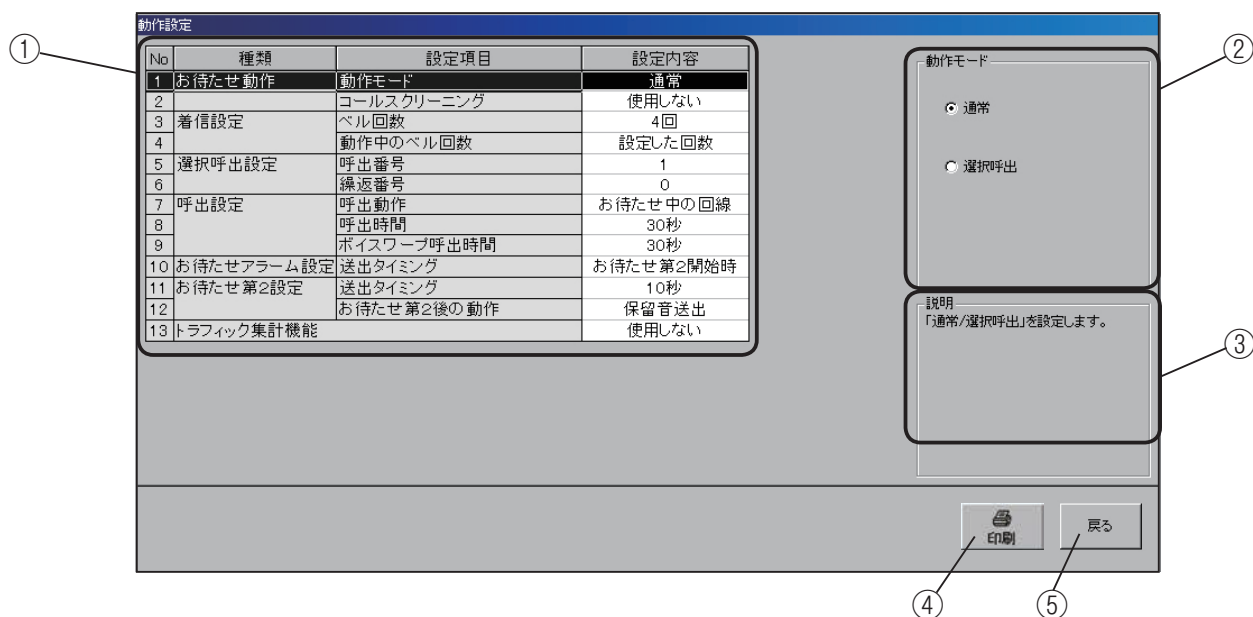 動作設定
①
No 種類 設定項目 設定内容
1 お待たせ動作 動作モード 通常
2 コールスクリーニング 使用しない
3 着信設定 ベル回数 4回
4 動作中のベル回数 設定した回数
5 選択呼出設定 呼出番号 1
6 繰返番号 0
7 呼出設定 呼出動作 お待たせ中の回線
8 呼出時間 30秒
9 ボイスワープ呼出時間 30秒
10 お待たせアラーム設定 送出タイミング お待たせ第2開始時
11 お待たせ第2設定 送出タイミング 10秒
12 お待たせ第2後の動作 保留音送出
13 トラフィック集計機能 使用しない
②
動作モード
通常
選択呼出
③
説明
「通常/選択呼出」を設定します。
印刷
戻る
④
⑤